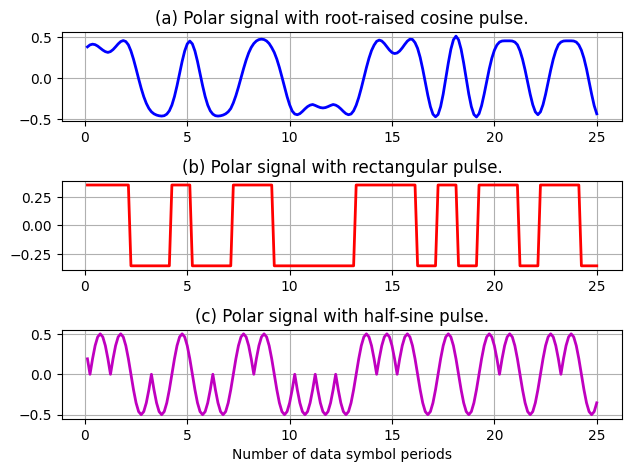 (a) Polar signal with root-raised cosine pulse.
0.5
0.0
−0.5
0 5 10 15 20 25
(b) Polar signal with rectangular pulse.
0.25
0.00
−0.25
0 5 10 15 20 25
(c) Polar signal with half-sine pulse.
0.5
0.0
−0.5
0 5 10 15 20 25
Number of data symbol periods